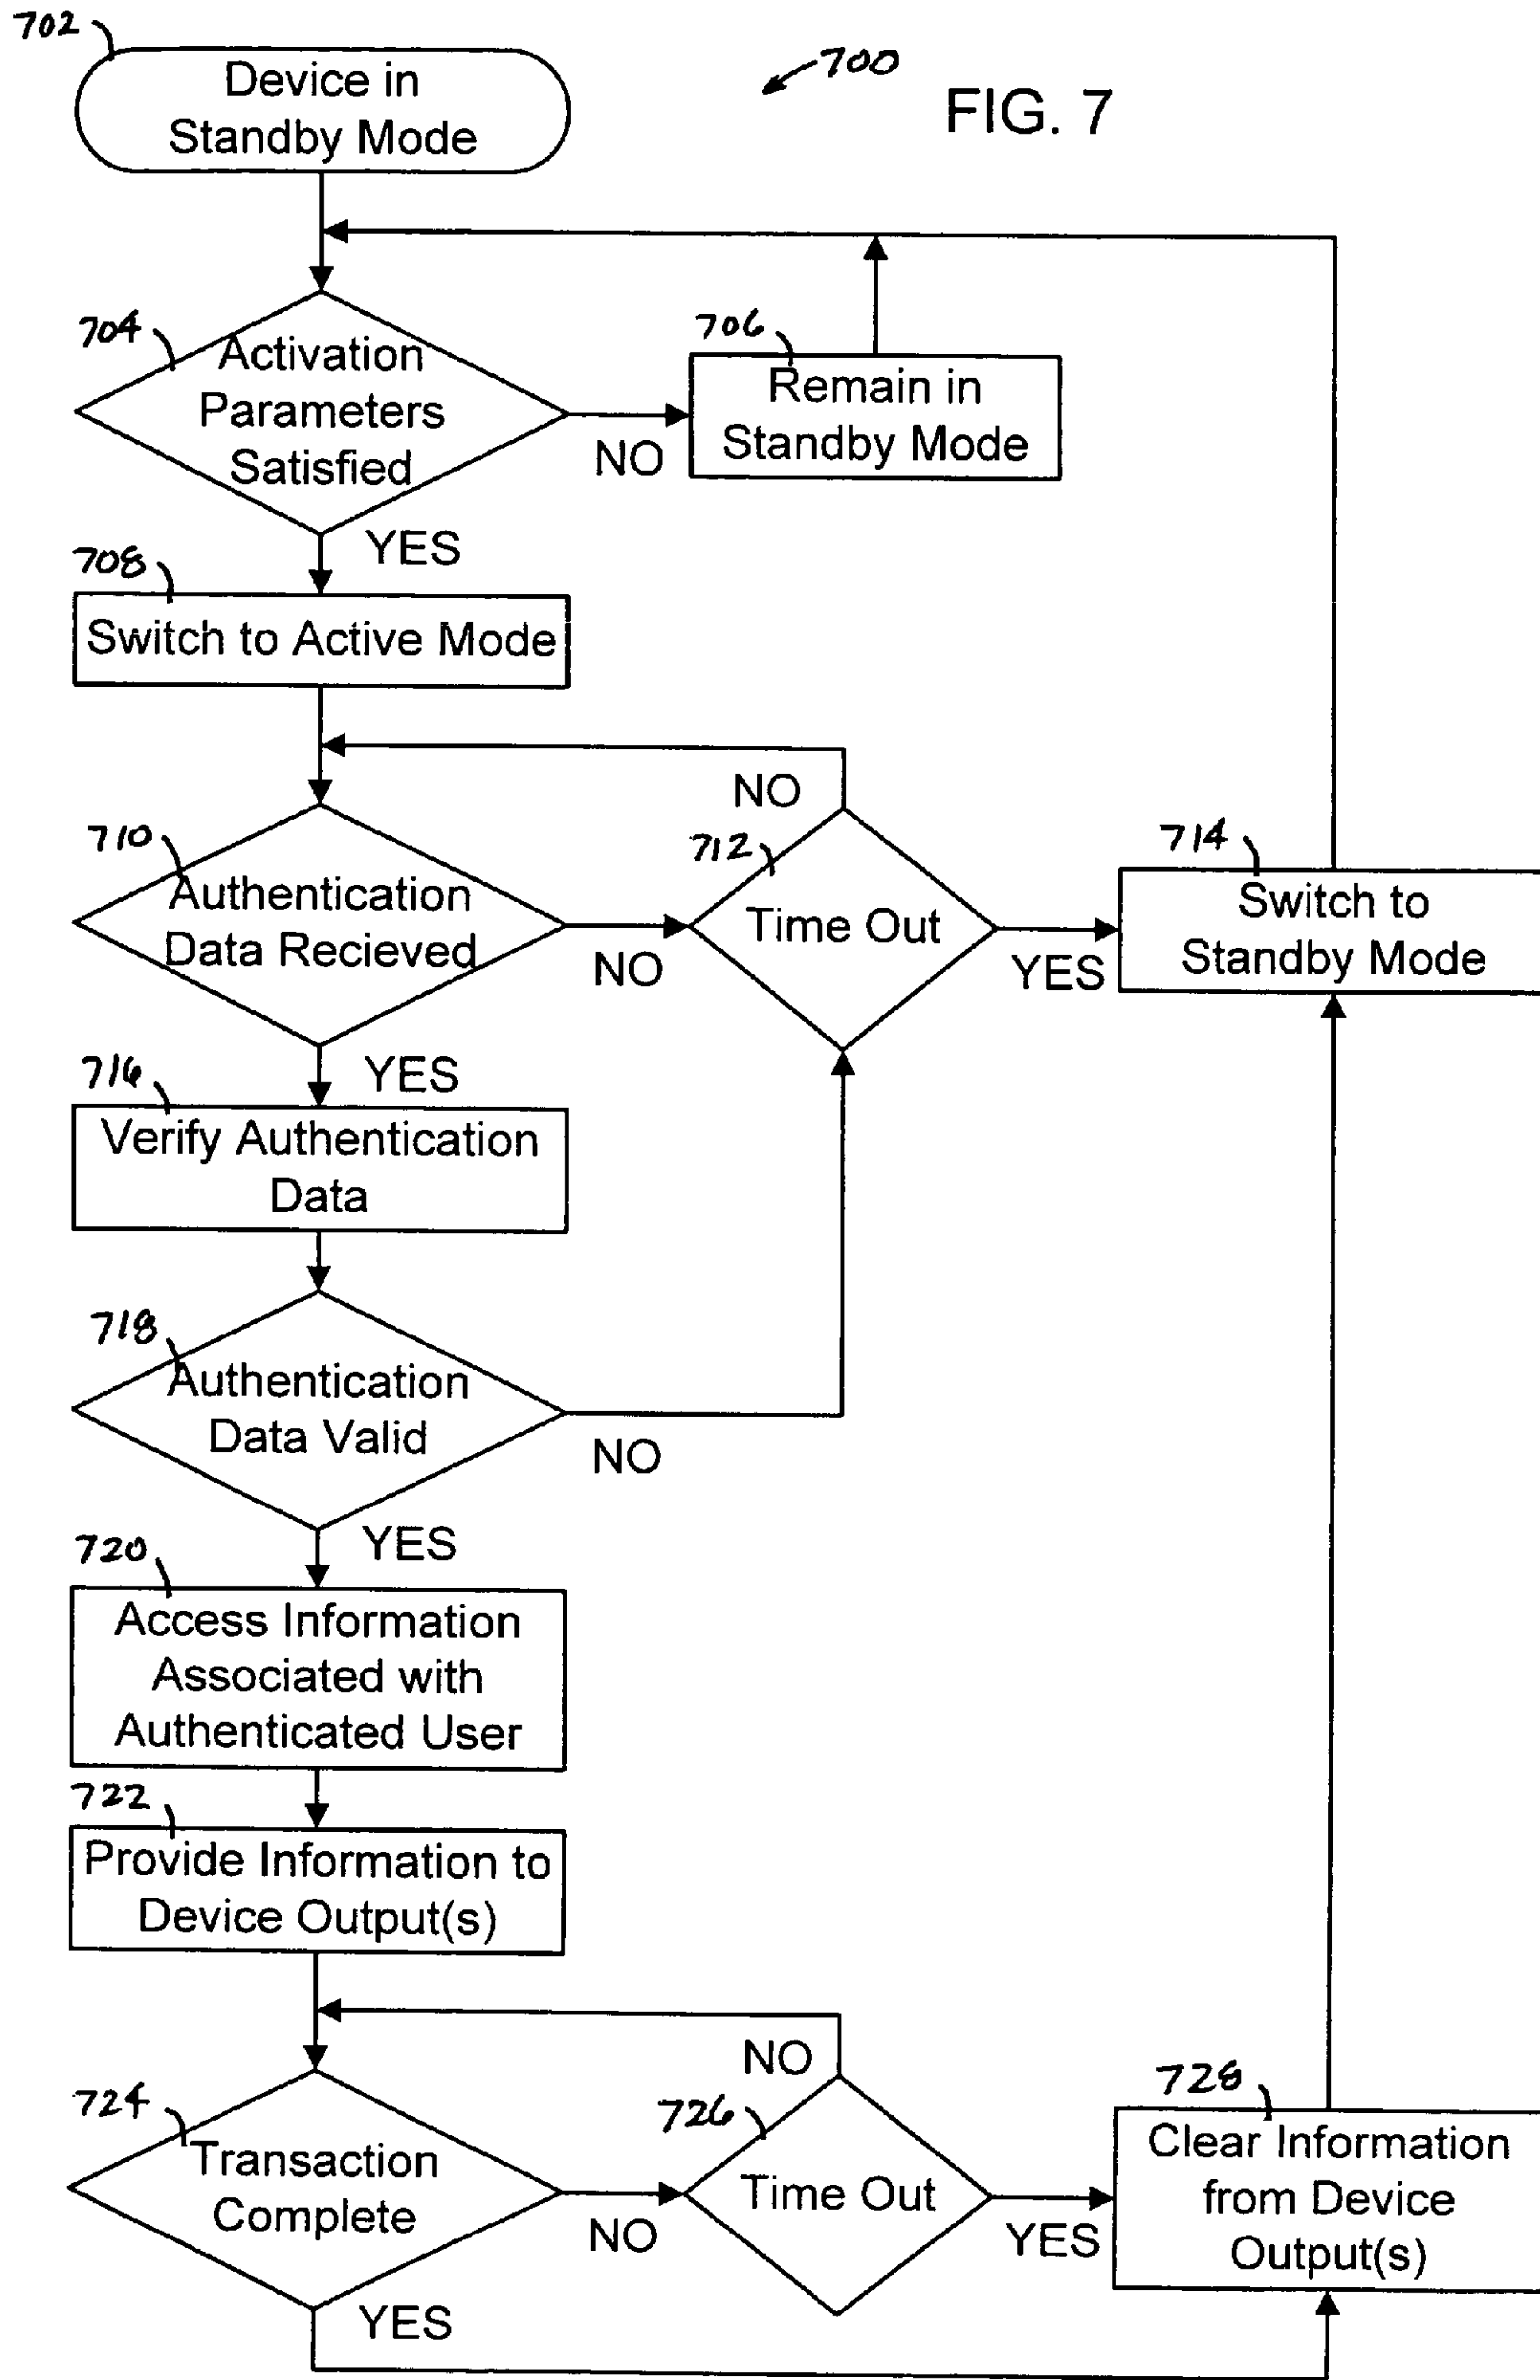 702
Device in
Standby Mode
700
FIG. 7
704
Activation
Parameters
Satisfied
NO
706
Remain in
Standby Mode
YES
708
Switch to Active Mode
NO
710
Authentication
Data Recieved
NO
712
Time Out
YES
714
Switch to
Standby Mode
YES
716
Verify Authentication
Data
718
Authentication
Data Valid
NO
YES
720
Access Information
Associated with
Authenticated User
722
Provide Information to
Device Output(s)
NO
724
Transaction
Complete
NO
726
Time Out
YES
728
Clear Information
from Device
Output(s)
YES